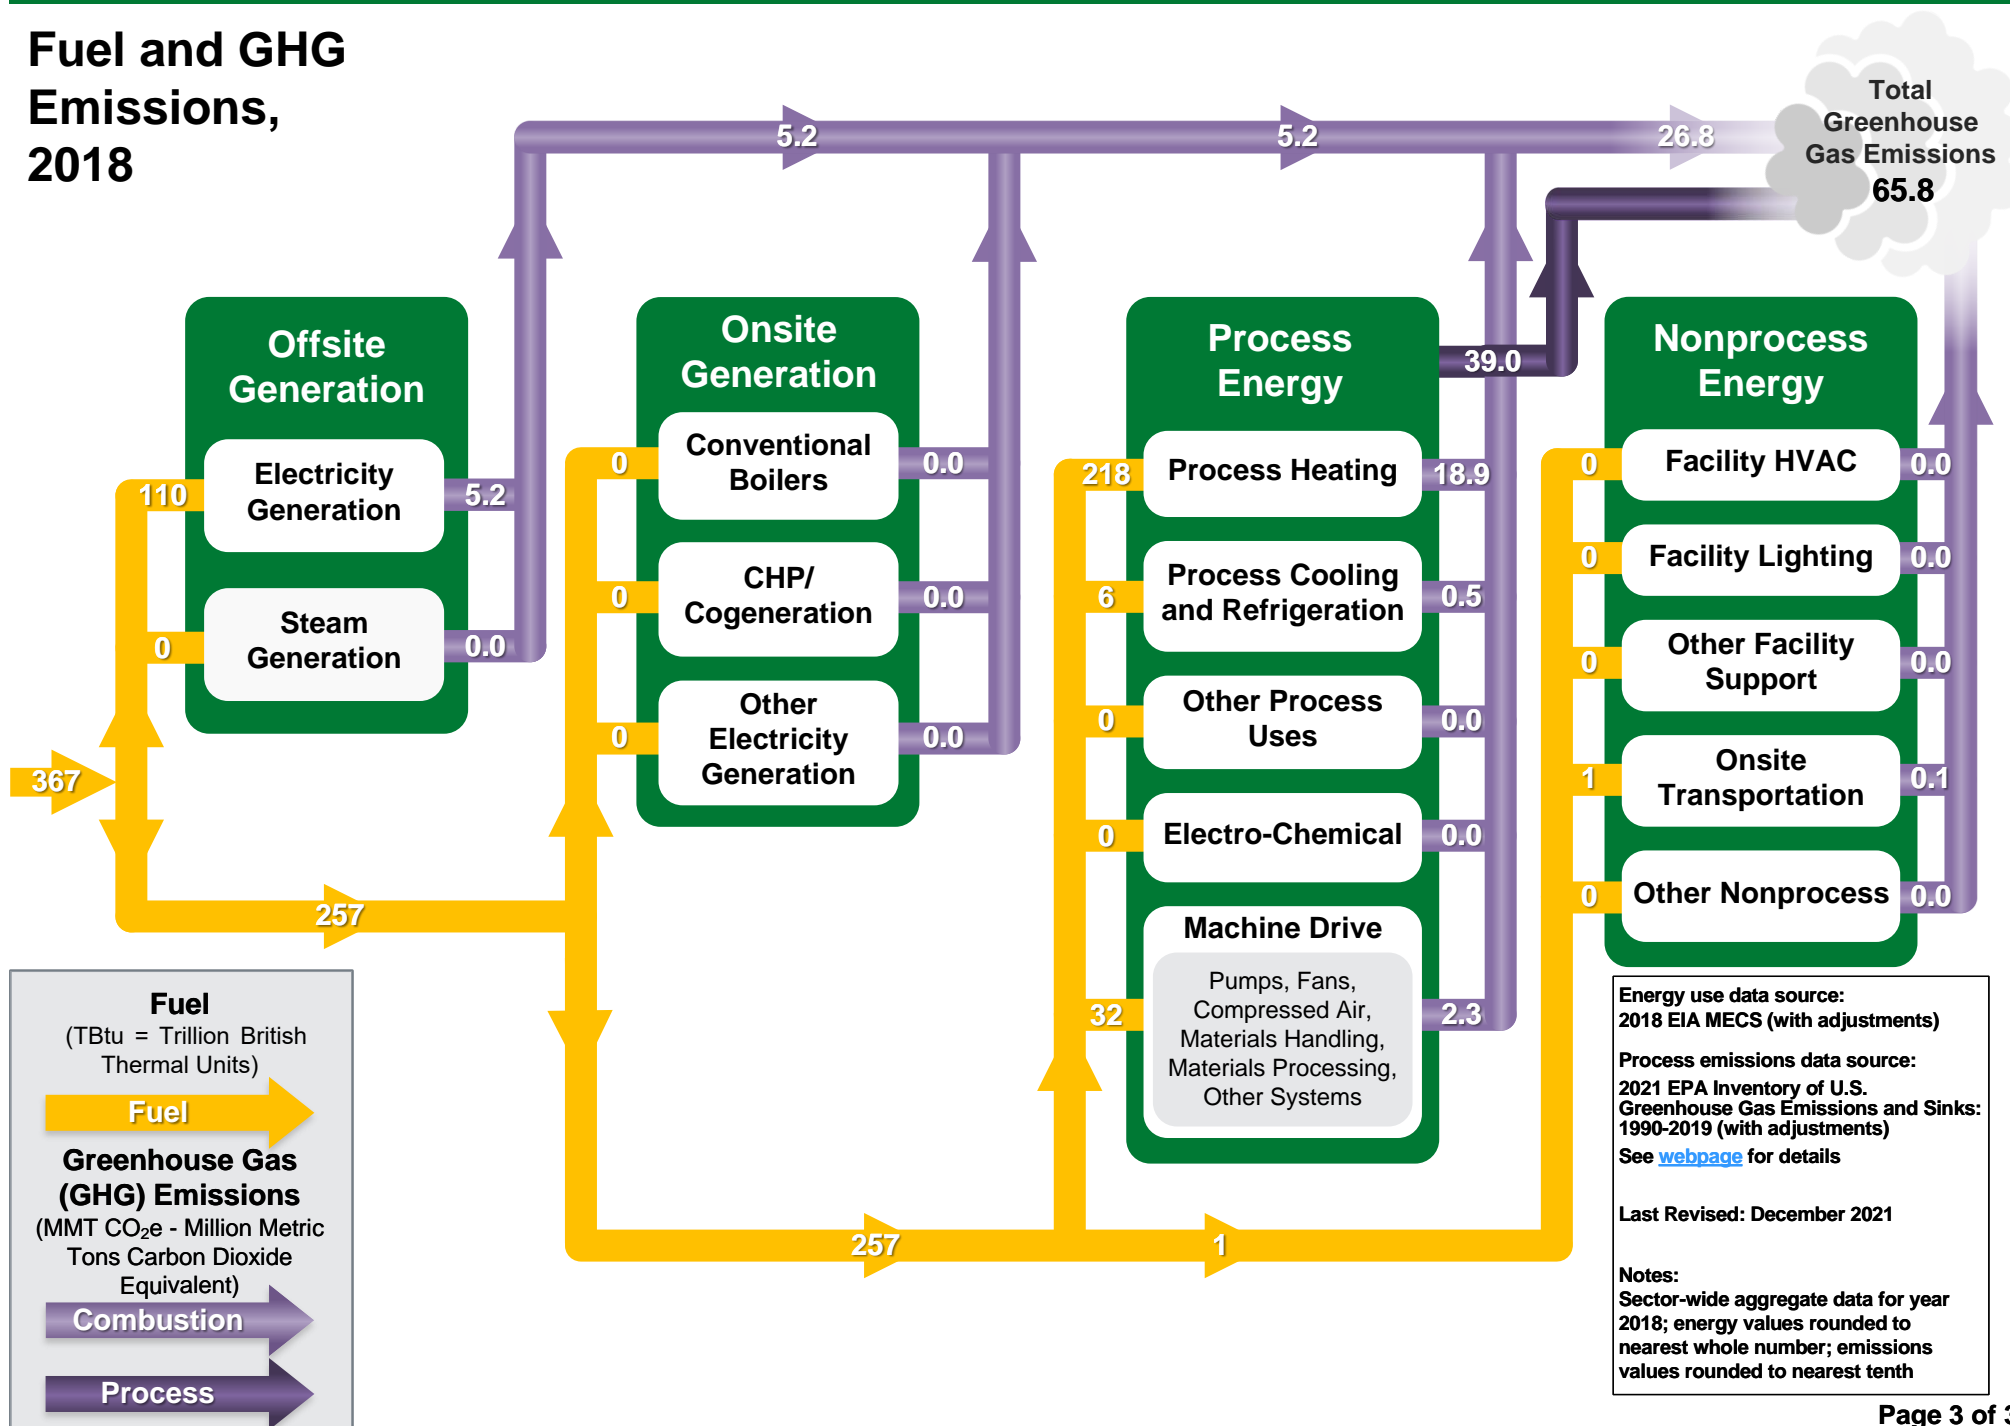 Fuel and GHG
Emissions,
2018
5.2
5.2
26.8
Total
Greenhouse
Gas Emissions
65.8
Offsite
Generation
110
Electricity
Generation
5.2
0
Steam
Generation
0.0
367
257
Onsite
Generation
0
Conventional
Boilers
0.0
0
CHP/
Cogeneration
0.0
0
Other
Electricity
Generation
0.0
Process
Energy
39.0
218
Process Heating
18.9
6
Process Cooling
and Refrigeration
0.5
0
Other Process
Uses
0.0
0
Electro-Chemical
0.0
Machine Drive
32
Pumps, Fans,
Compressed Air,
Materials Handling,
Materials Processing,
Other Systems
2.3
257
1
Nonprocess
Energy
0
Facility HVAC
0.0
0
Facility Lighting
0.0
0
Other Facility
Support
0.0
1
Onsite
Transportation
0.1
0
Other Nonprocess
0.0
Fuel
(TBtu = Trillion British
Thermal Units)
Fuel
Greenhouse Gas
(GHG) Emissions
(MMT CO₂e - Million Metric
Tons Carbon Dioxide
Equivalent)
Combustion
Process
Energy use data source:
2018 EIA MECS (with adjustments)
Process emissions data source:
2021 EPA Inventory of U.S.
Greenhouse Gas Emissions and Sinks:
1990-2019 (with adjustments)
See webpage for details
Last Revised: December 2021
Notes:
Sector-wide aggregate data for year
2018; energy values rounded to
nearest whole number; emissions
values rounded to nearest tenth
Page 3 of 3